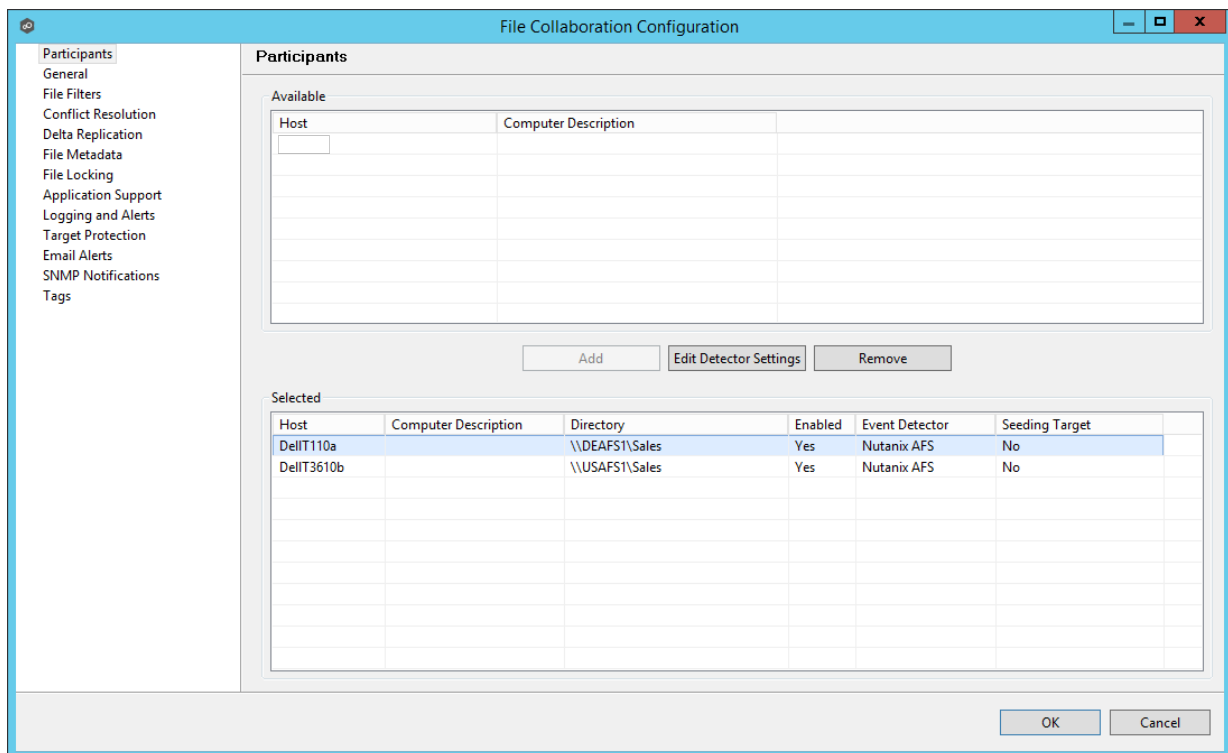 File Collaboration Configuration
Participants
General
File Filters
Conflict Resolution
Delta Replication
File Metadata
File Locking
Application Support
Logging and Alerts
Target Protection
Email Alerts
SNMP Notifications
Tags
Participants
Available
Host Computer Description
Add Edit Detector Settings Remove
Selected
Host Computer Description Directory Enabled Event Detector Seeding Target
DellT110a \\DEAFS1\Sales Yes Nutanix AFS No
DellT3610b \\USAFS1\Sales Yes Nutanix AFS No
OK Cancel